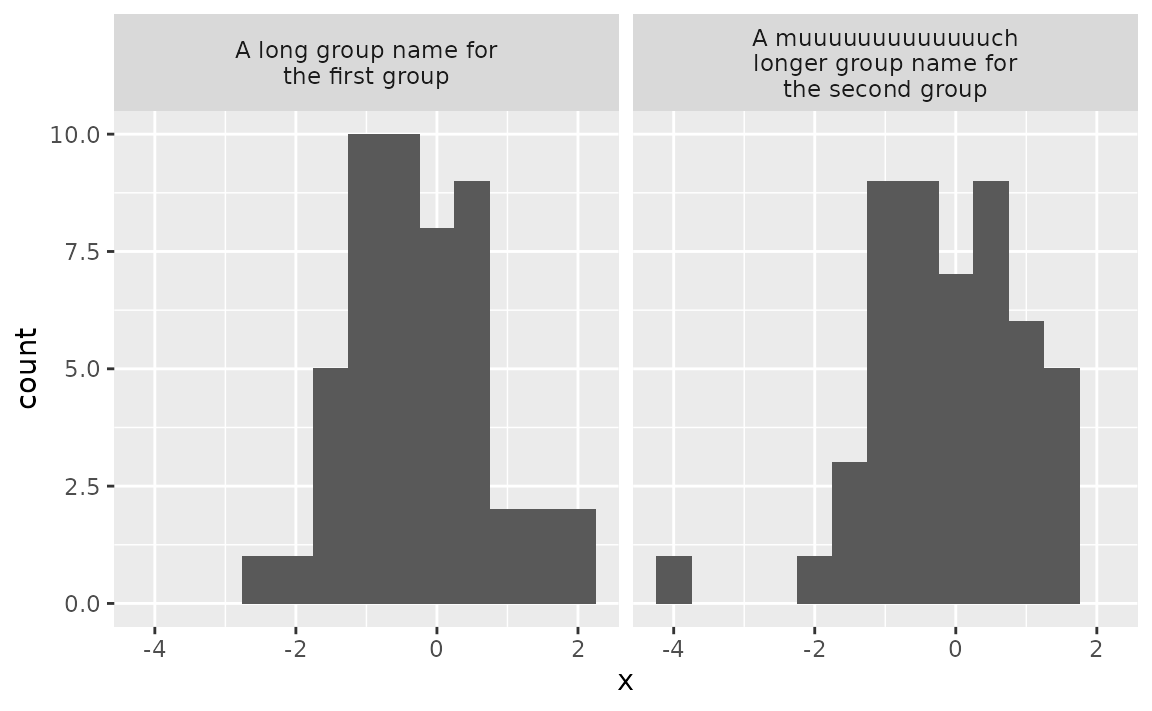 A long group name for
the first group
A muuuuuuuuuuuuuch
longer group name for
the second group
10.0
7.5
5.0
2.5
0.0
count
-4 -2 0 2
-4 -2 0 2
x